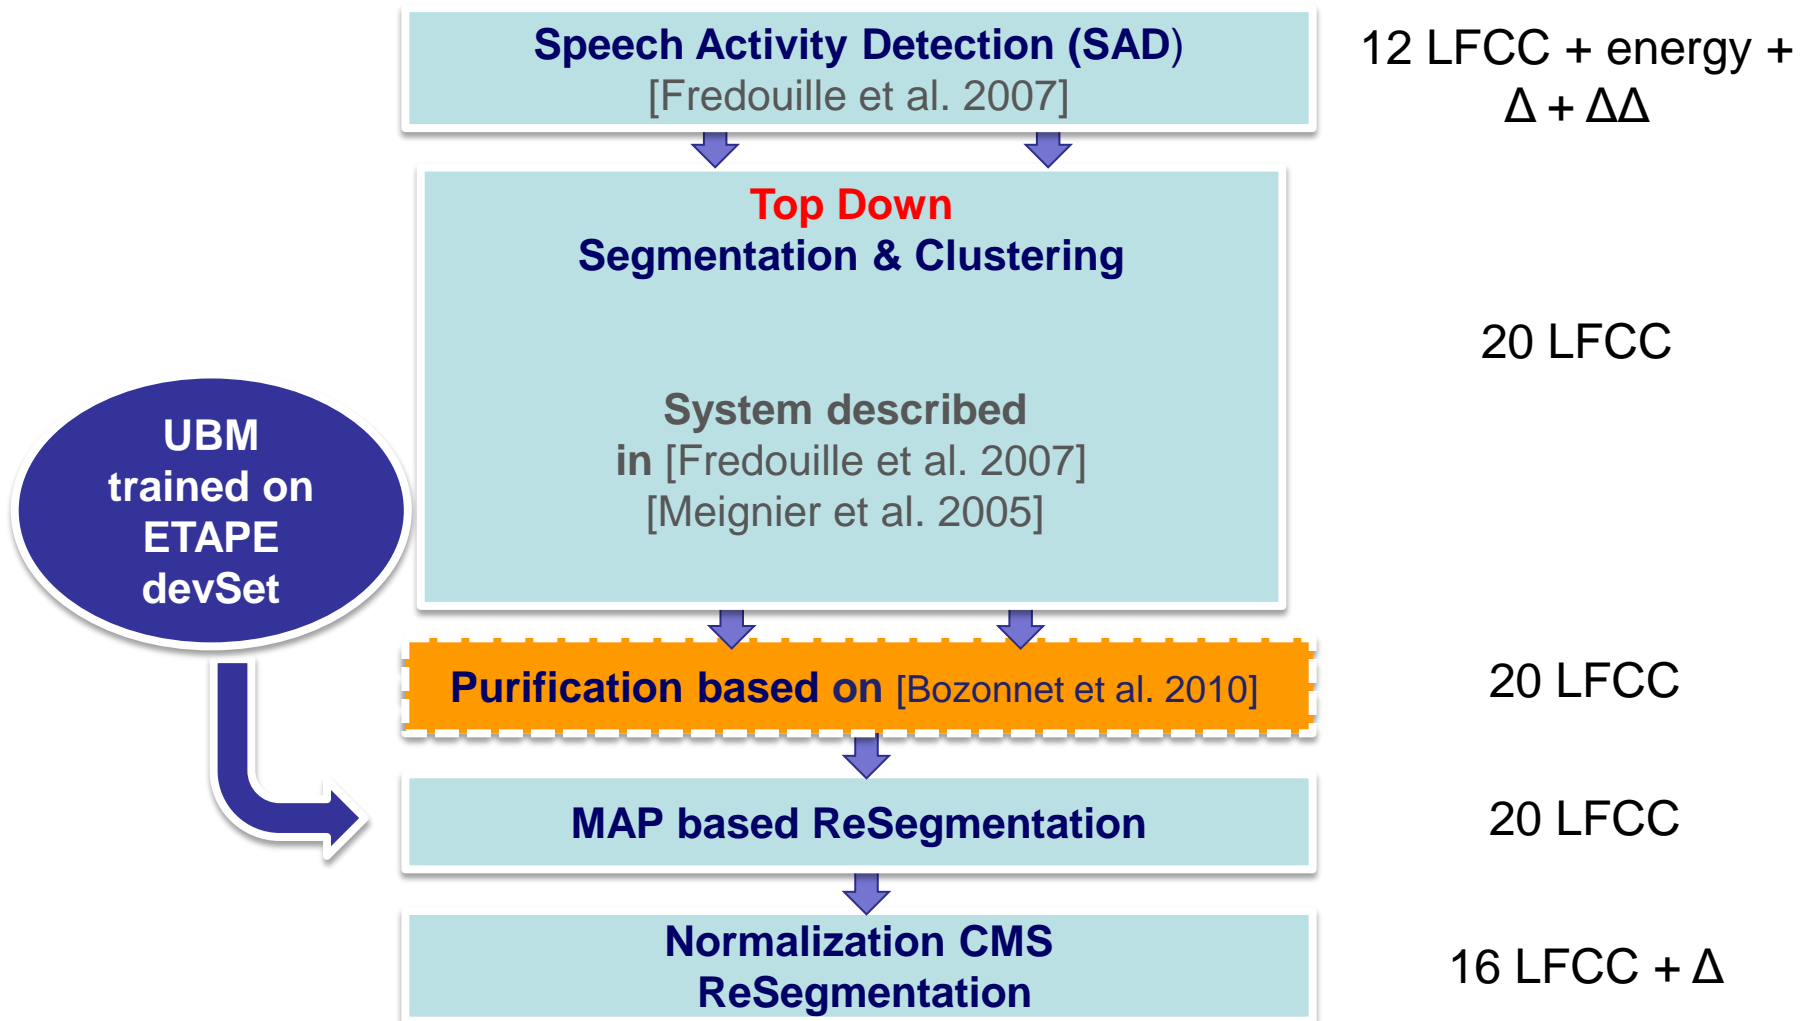 Speech Activity Detection (SAD)
[Fredouille et al. 2007]
12 LFCC + energy +
Δ + ΔΔ
Top Down
Segmentation & Clustering
System described
in [Fredouille et al. 2007]
[Meignier et al. 2005]
20 LFCC
UBM
trained on
ETAPE
devSet
Purification based on [Bozonnet et al. 2010]
20 LFCC
MAP based ReSegmentation
20 LFCC
Normalization CMS
ReSegmentation
16 LFCC + Δ